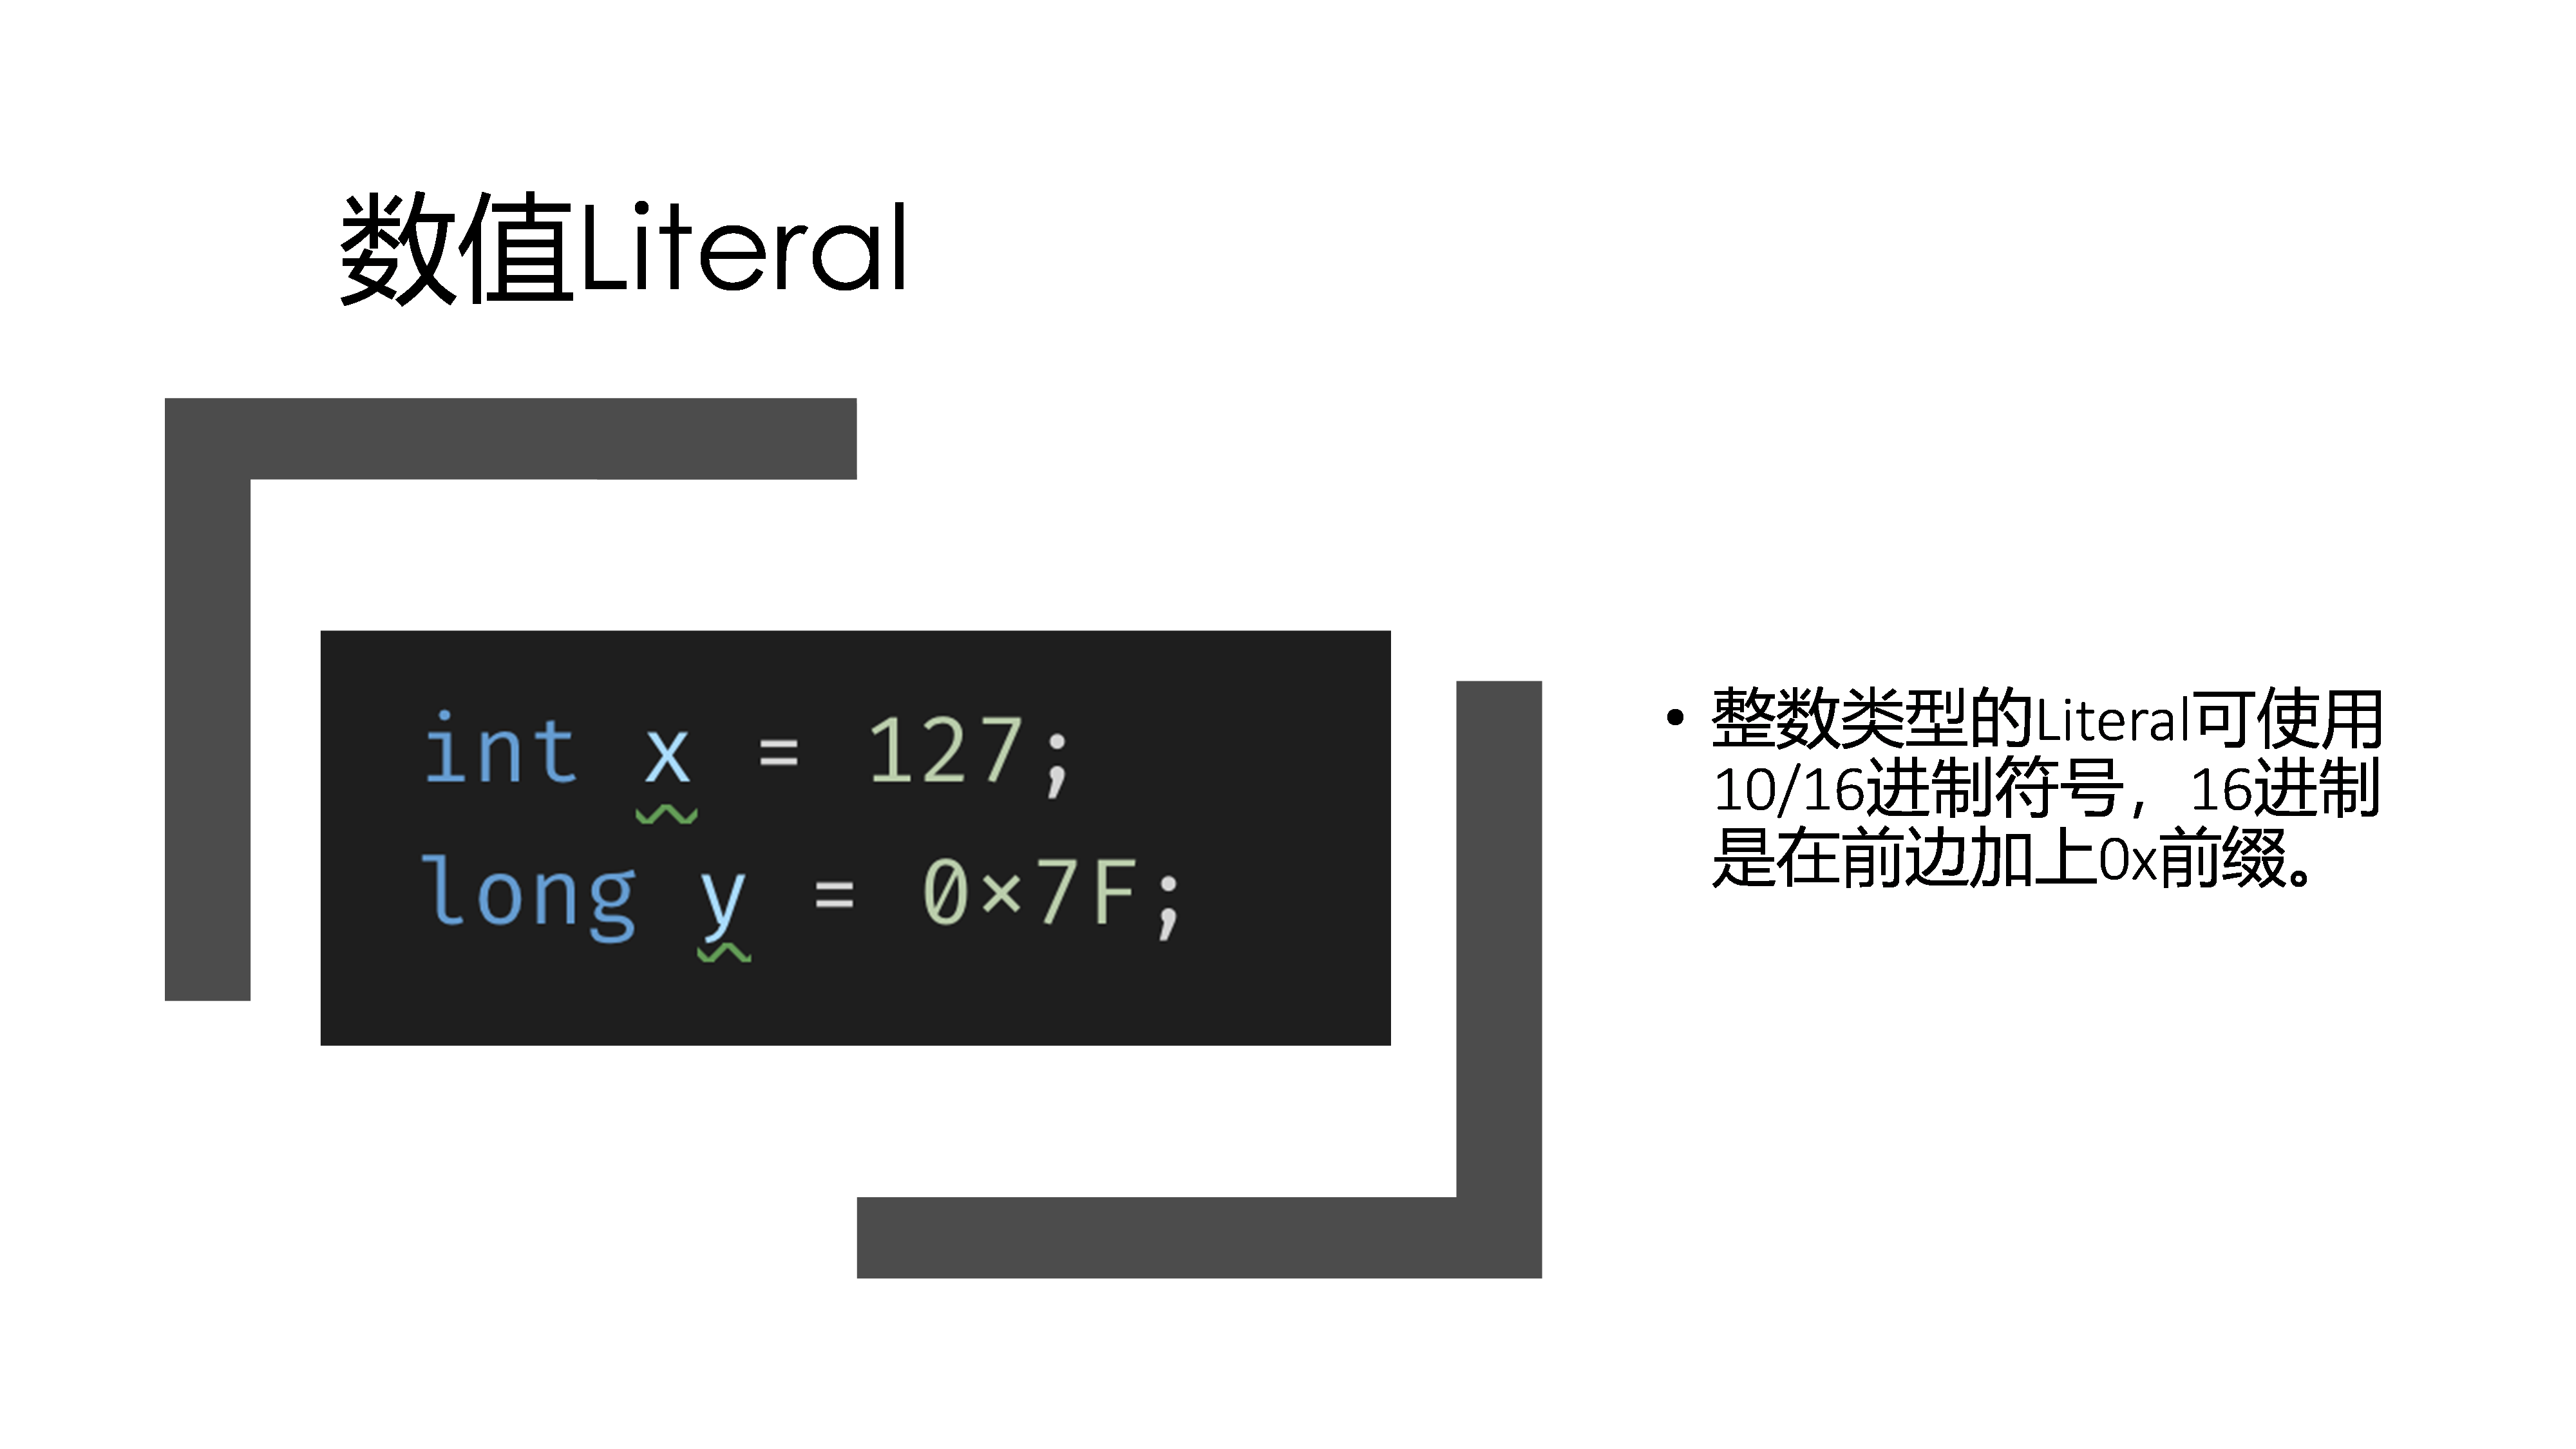 数值Literal
int x = 127;
long y = 0×7F;
• 整数类型的Literal可使用
10/16进制符号，16进制
是在前边加上0x前缀。